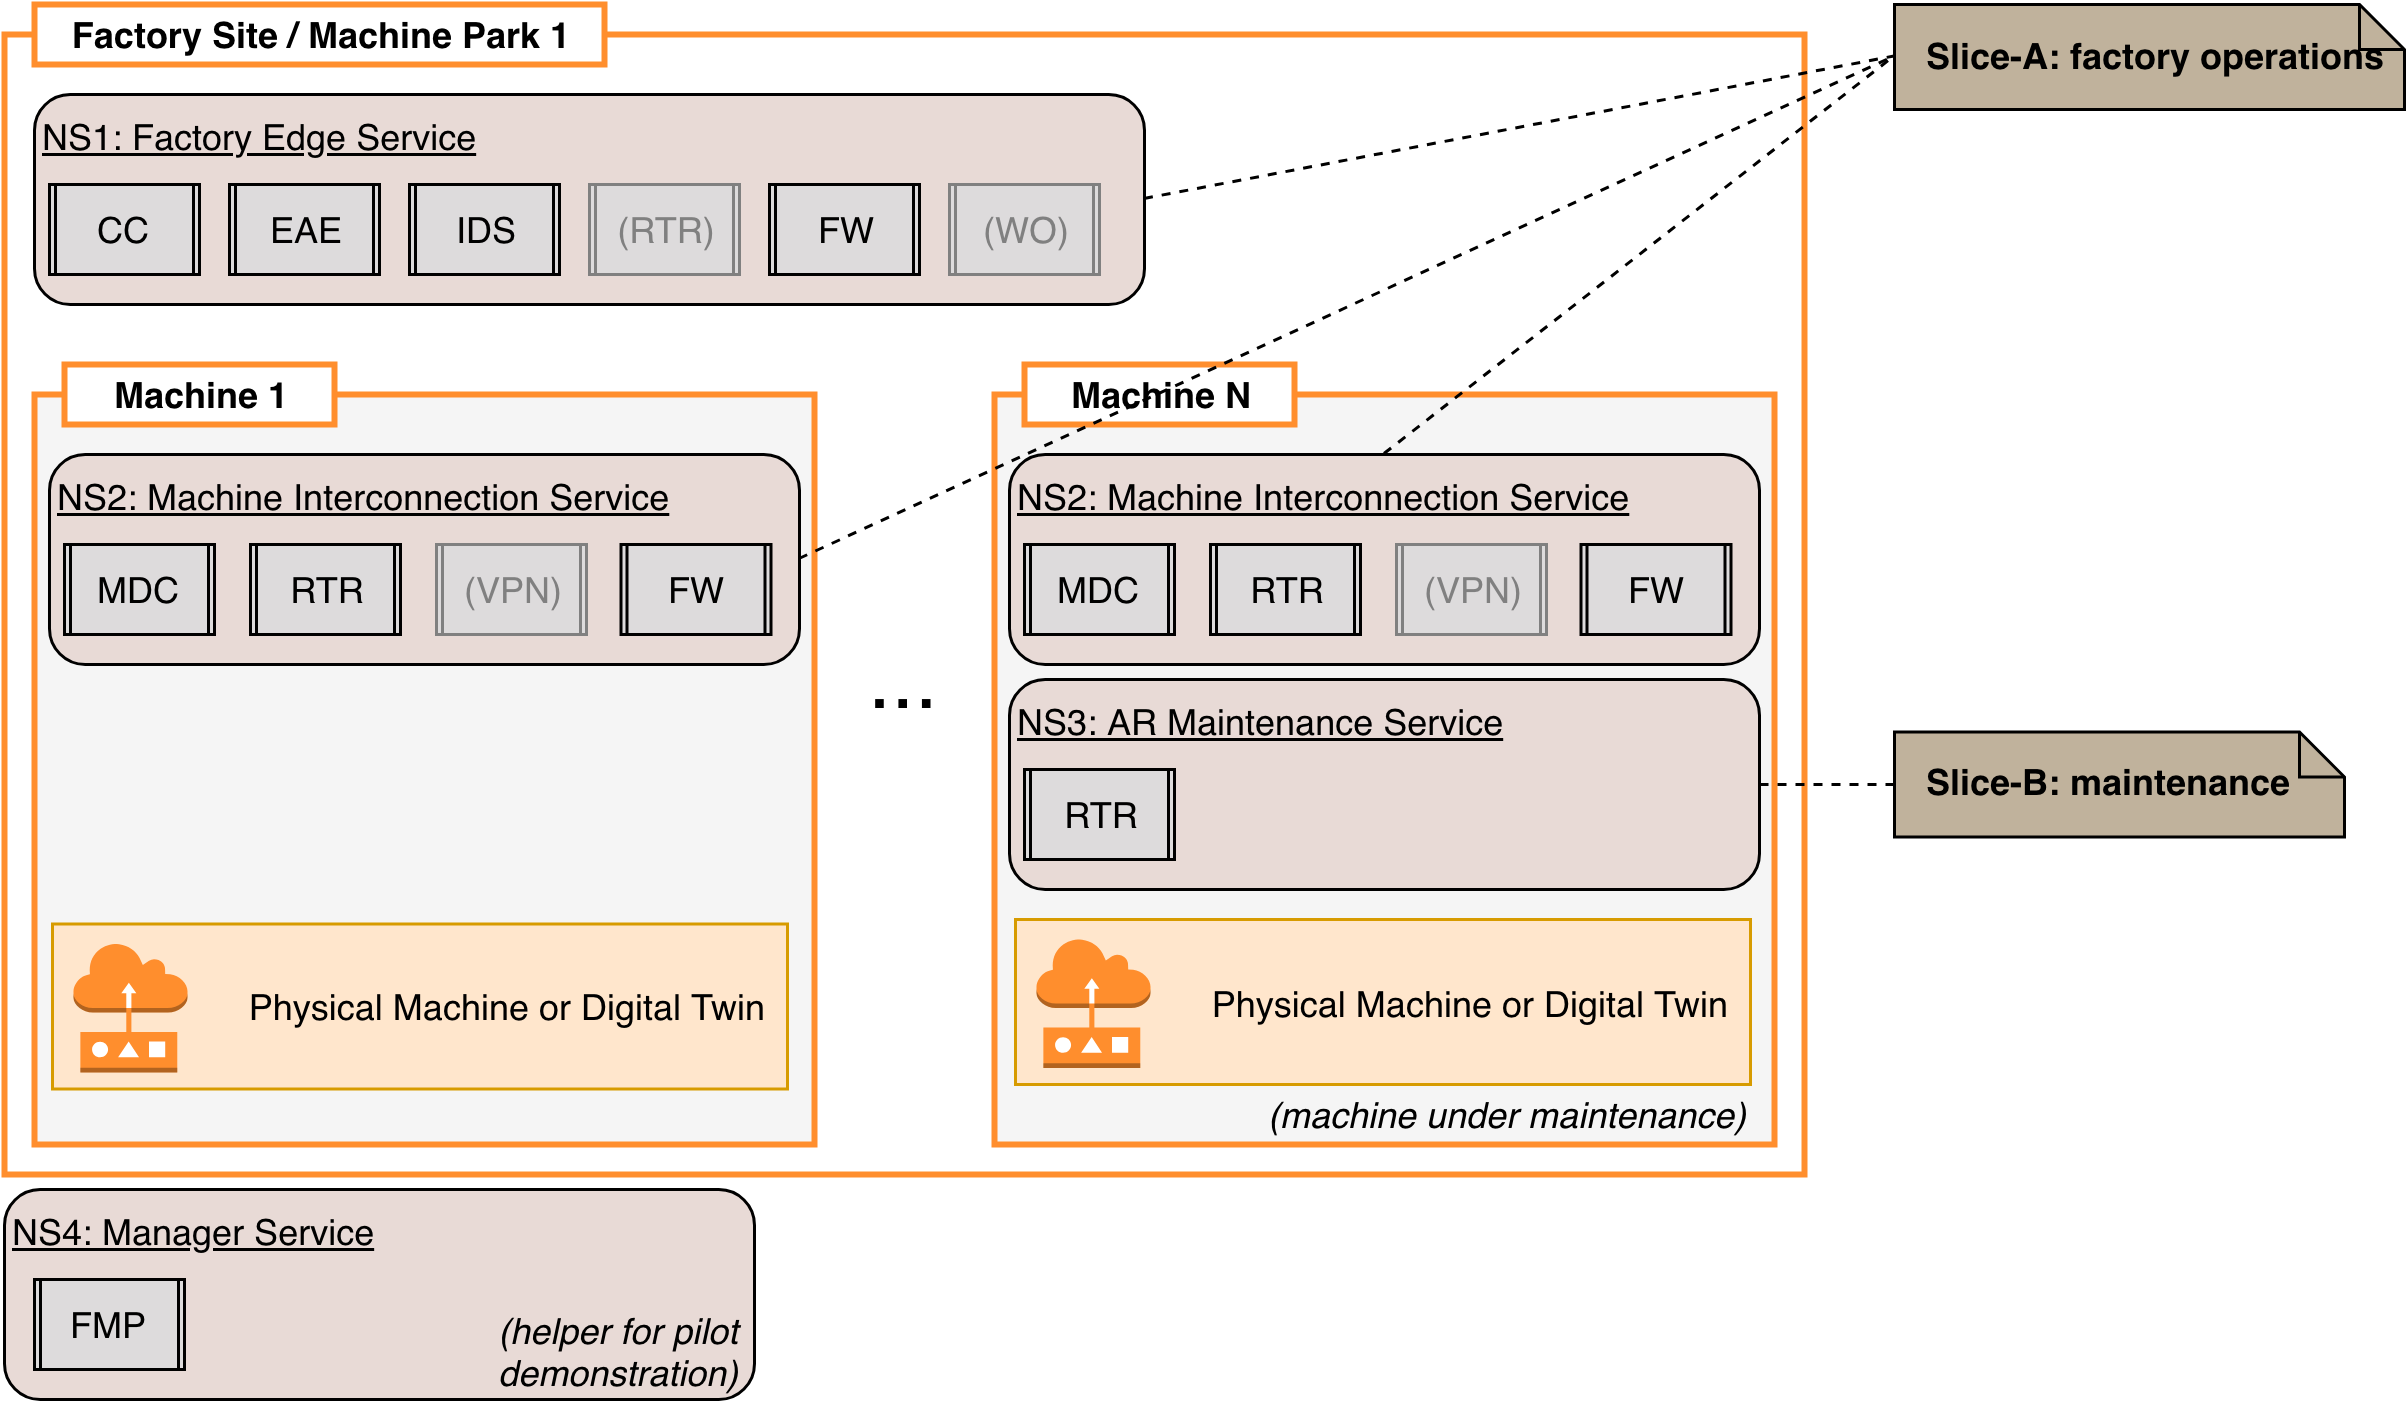 Factory Site / Machine Park 1
Slice-A: factory operations
NS1: Factory Edge Service
CC
EAE
IDS
(RTR)
FW
(WO)
Machine 1
NS2: Machine Interconnection Service
MDC
RTR
(VPN)
FW
Physical Machine or Digital Twin
...
Machine N
NS2: Machine Interconnection Service
MDC
RTR
(VPN)
FW
NS3: AR Maintenance Service
RTR
Physical Machine or Digital Twin
(machine under maintenance)
Slice-B: maintenance
NS4: Manager Service
FMP
(helper for pilot
demonstration)